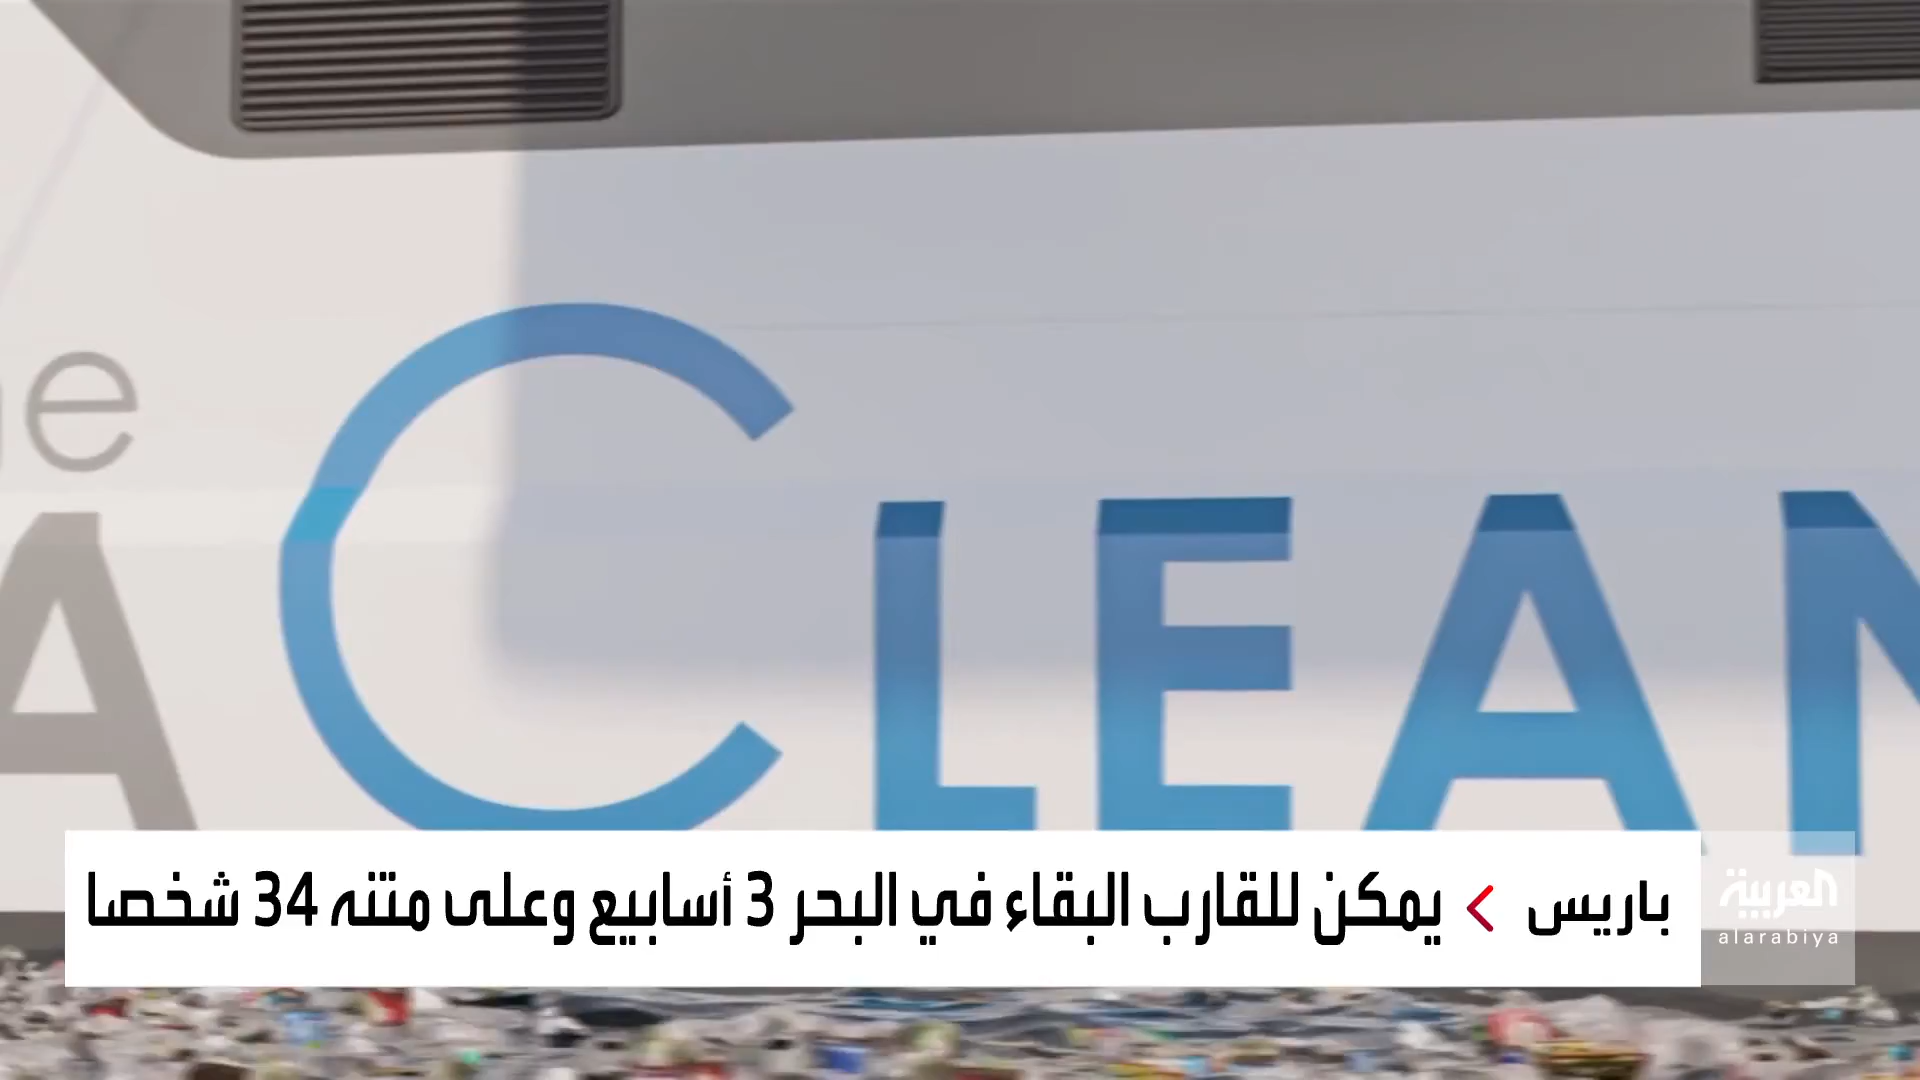 e
A CLEAN
باريس > يمكن للقارب البقاء في البحر 3 أسابيع وعلى متنه 34 شخصا
العربية
alarabiya